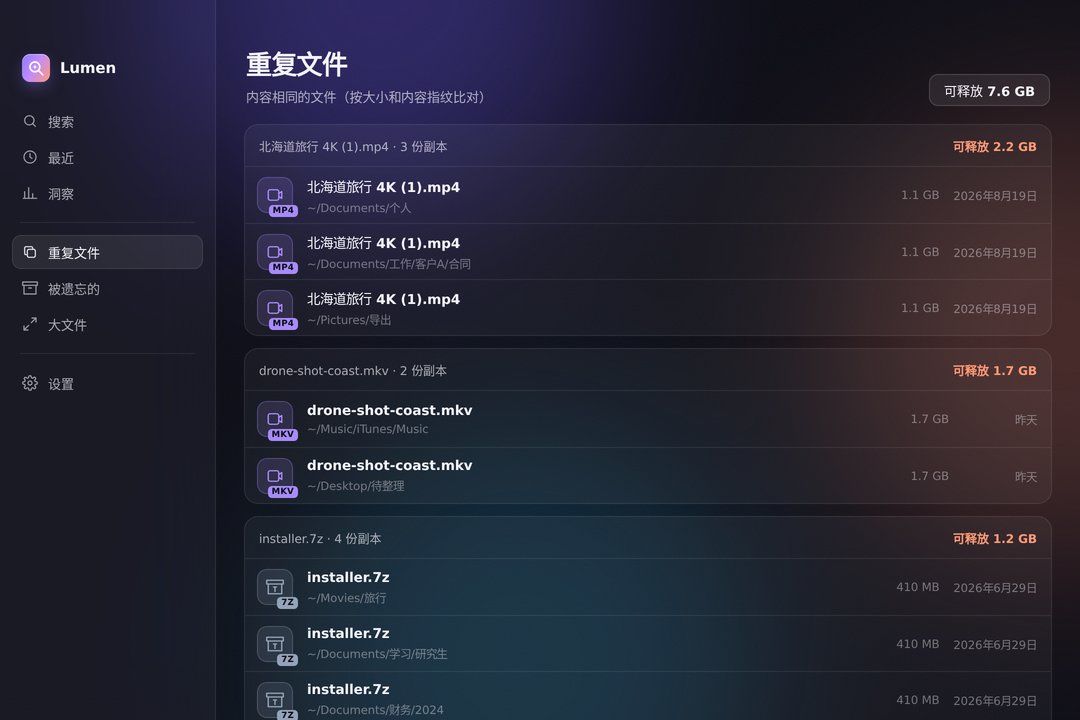 Lumen
搜索
最近
洞察
重复文件
被遗忘的
大文件
设置
重复文件
内容相同的文件（按大小和内容指纹比对）
可释放 7.6 GB
北海道旅行 4K (1).mp4 · 3 份副本
可释放 2.2 GB
MP4
北海道旅行 4K (1).mp4
~/Documents/个人
1.1 GB
2026年8月19日
MP4
北海道旅行 4K (1).mp4
~/Documents/工作/客户A/合同
1.1 GB
2026年8月19日
MP4
北海道旅行 4K (1).mp4
~/Pictures/导出
1.1 GB
2026年8月19日
drone-shot-coast.mkv · 2 份副本
可释放 1.7 GB
MKV
drone-shot-coast.mkv
~/Music/iTunes/Music
1.7 GB
昨天
MKV
drone-shot-coast.mkv
~/Desktop/待整理
1.7 GB
昨天
installer.7z · 4 份副本
可释放 1.2 GB
7Z
installer.7z
~/Movies/旅行
410 MB
2026年6月29日
7Z
installer.7z
~/Documents/学习/研究生
410 MB
2026年6月29日
7Z
installer.7z
~/Documents/财务/2024
410 MB
2026年6月29日